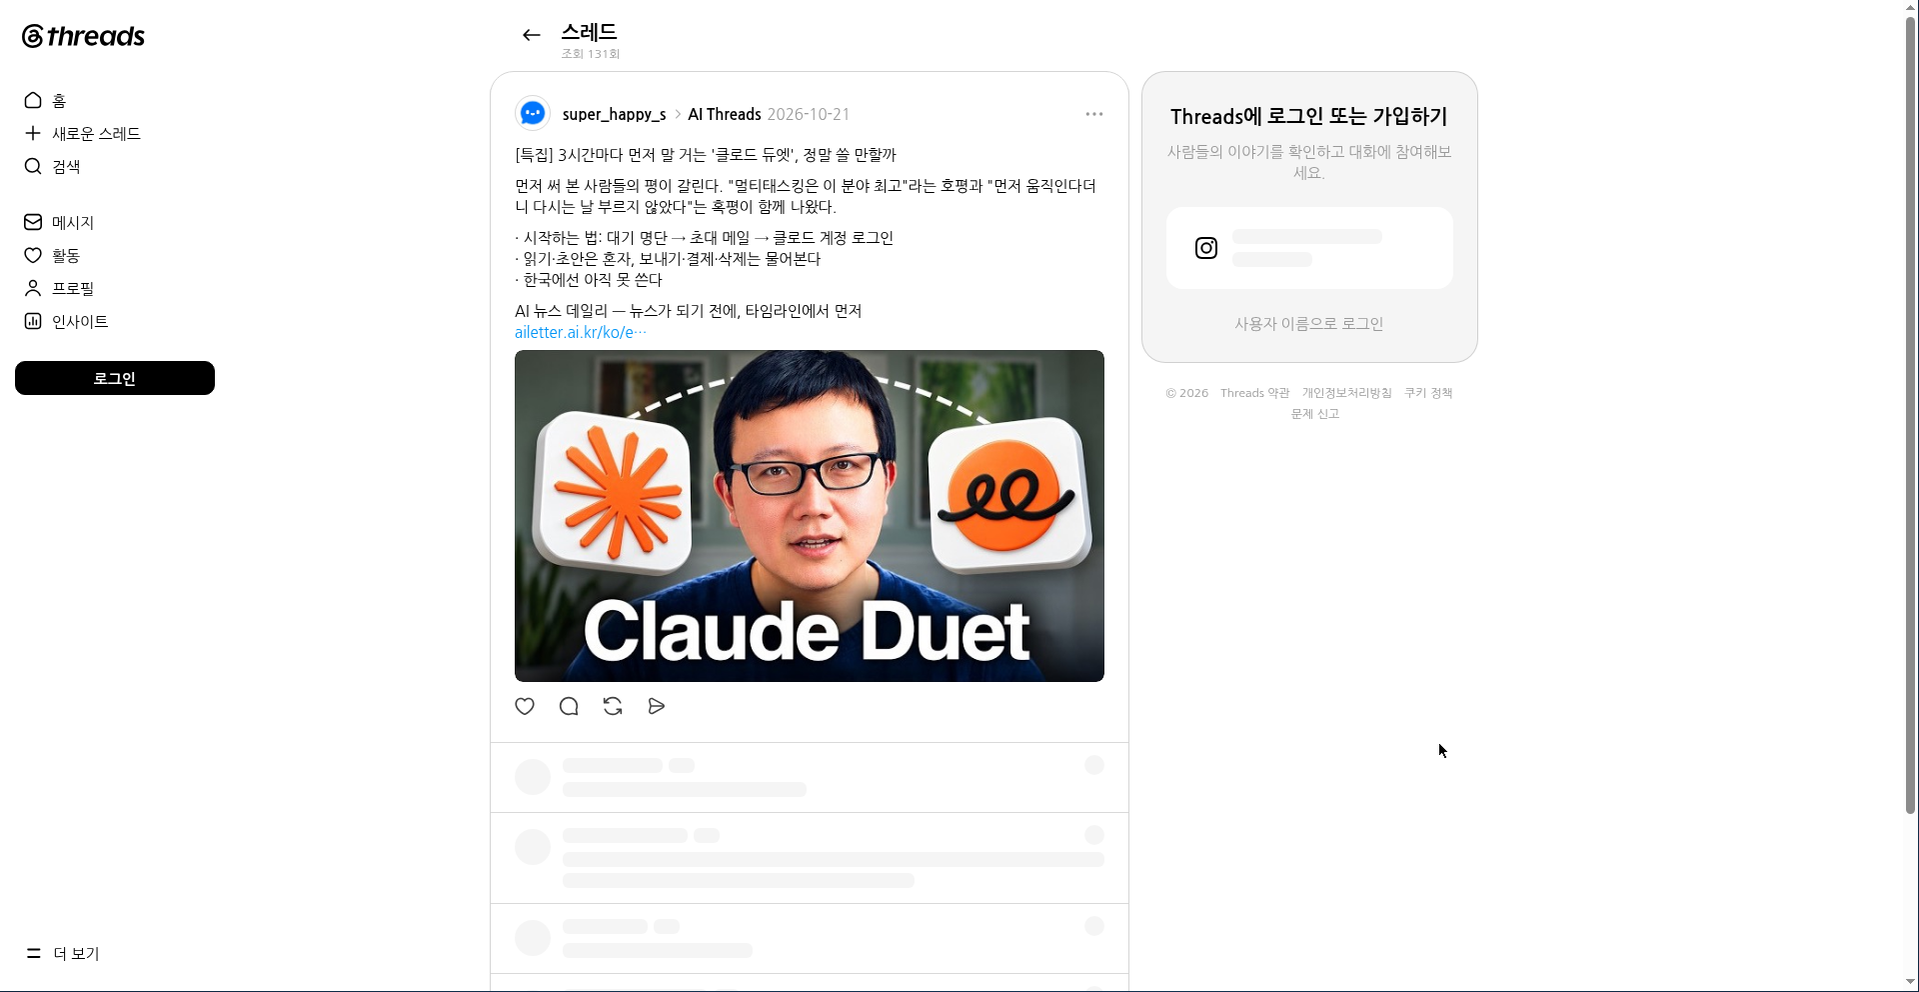 threads
홈
새로운 스레드
검색
메시지
활동
프로필
인사이트
로그인
더 보기
스레드
조회 131회
super_happy_s > AI Threads 2026-10-21
[특집] 3시간마다 먼저 말 거는 '클로드 듀엣', 정말 쓸 만할까
먼저 써 본 사람들의 평이 갈린다. "멀티태스킹은 이 분야 최고"라는 호평과 "먼저 움직인다더
니 다시는 날 부르지 않았다"는 혹평이 함께 나왔다.
· 시작하는 법: 대기 명단 → 초대 메일 → 클로드 계정 로그인
· 읽기·초안은 혼자, 보내기·결제·삭제는 물어본다
· 한국에선 아직 못 쓴다
AI 뉴스 데일리 — 뉴스가 되기 전에, 타임라인에서 먼저
ailetter.ai.kr/ko/e…
Claude Duet
Threads에 로그인 또는 가입하기
사람들의 이야기를 확인하고 대화에 참여해보
세요.
사용자 이름으로 로그인
© 2026 Threads 약관 개인정보처리방침 쿠키 정책
문제 신고